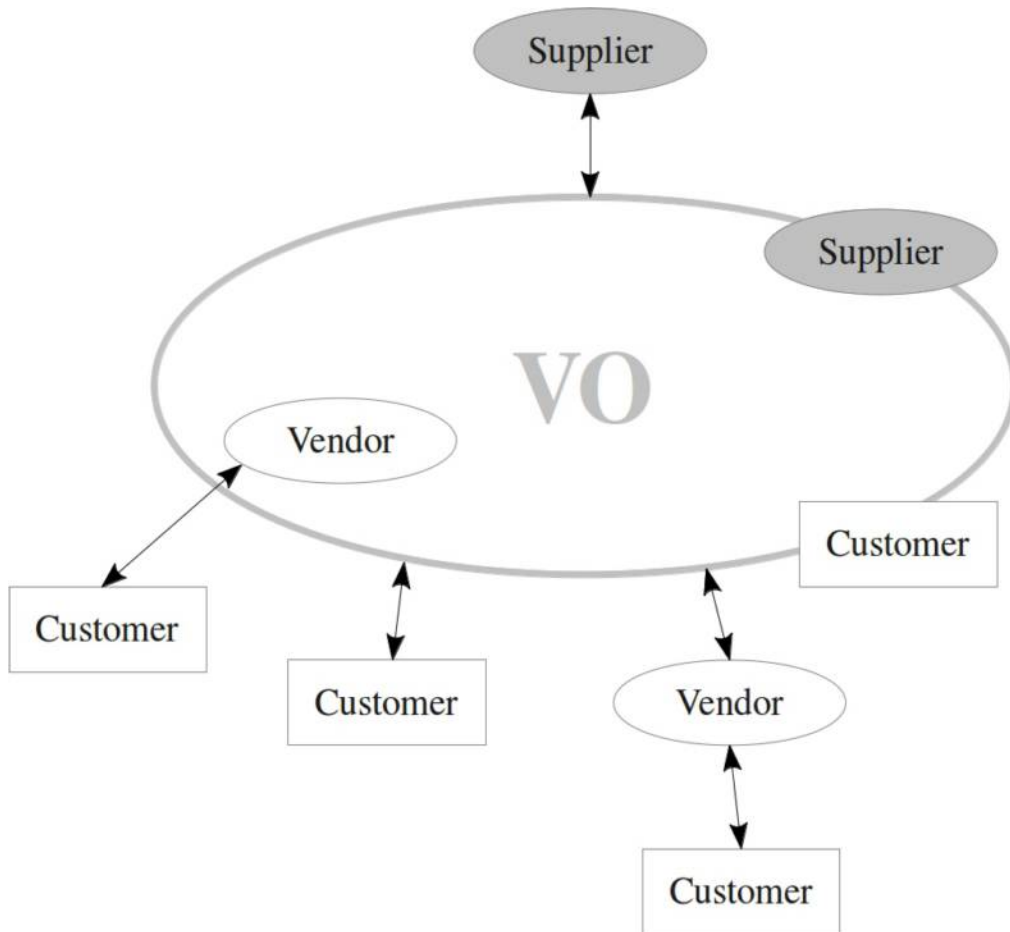 Supplier
Supplier
VO
Vendor
Customer
Customer
Customer
Vendor
Customer